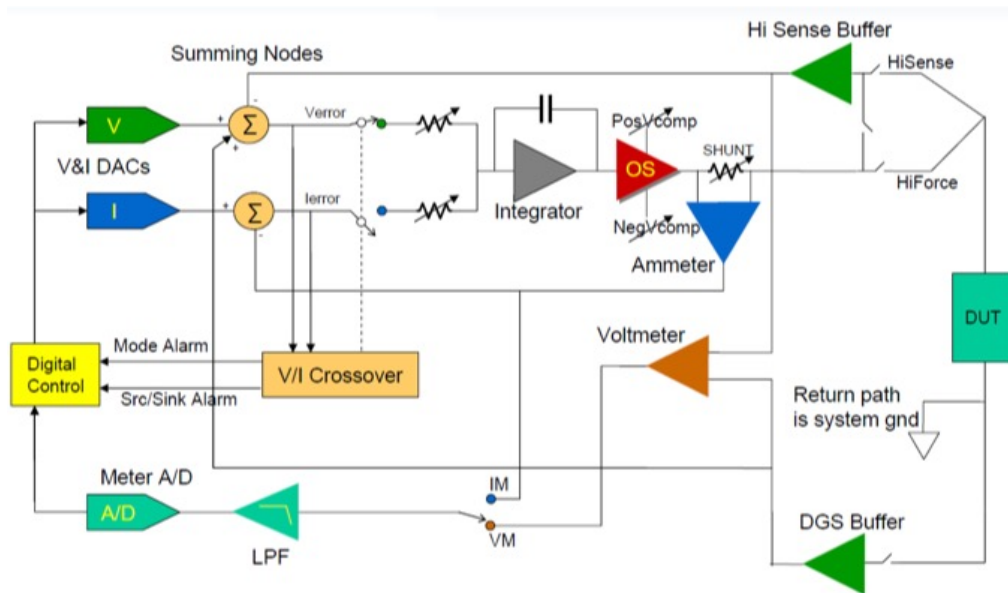 Hi Sense Buffer
Summing Nodes
HiSense
-
V
+
Σ
Verror
PosVcomp
+
V&I DACs
SHUNT
OS
I
+
Σ
Ierror
HiForce
Integrator
-
NegVcomp
Ammeter
DUT
Voltmeter
Digital
Control
Mode Alarm
V/I Crossover
Src/Sink Alarm
Return path
is system gnd
Meter A/D
IM
A/D
VM
DGS Buffer
LPF